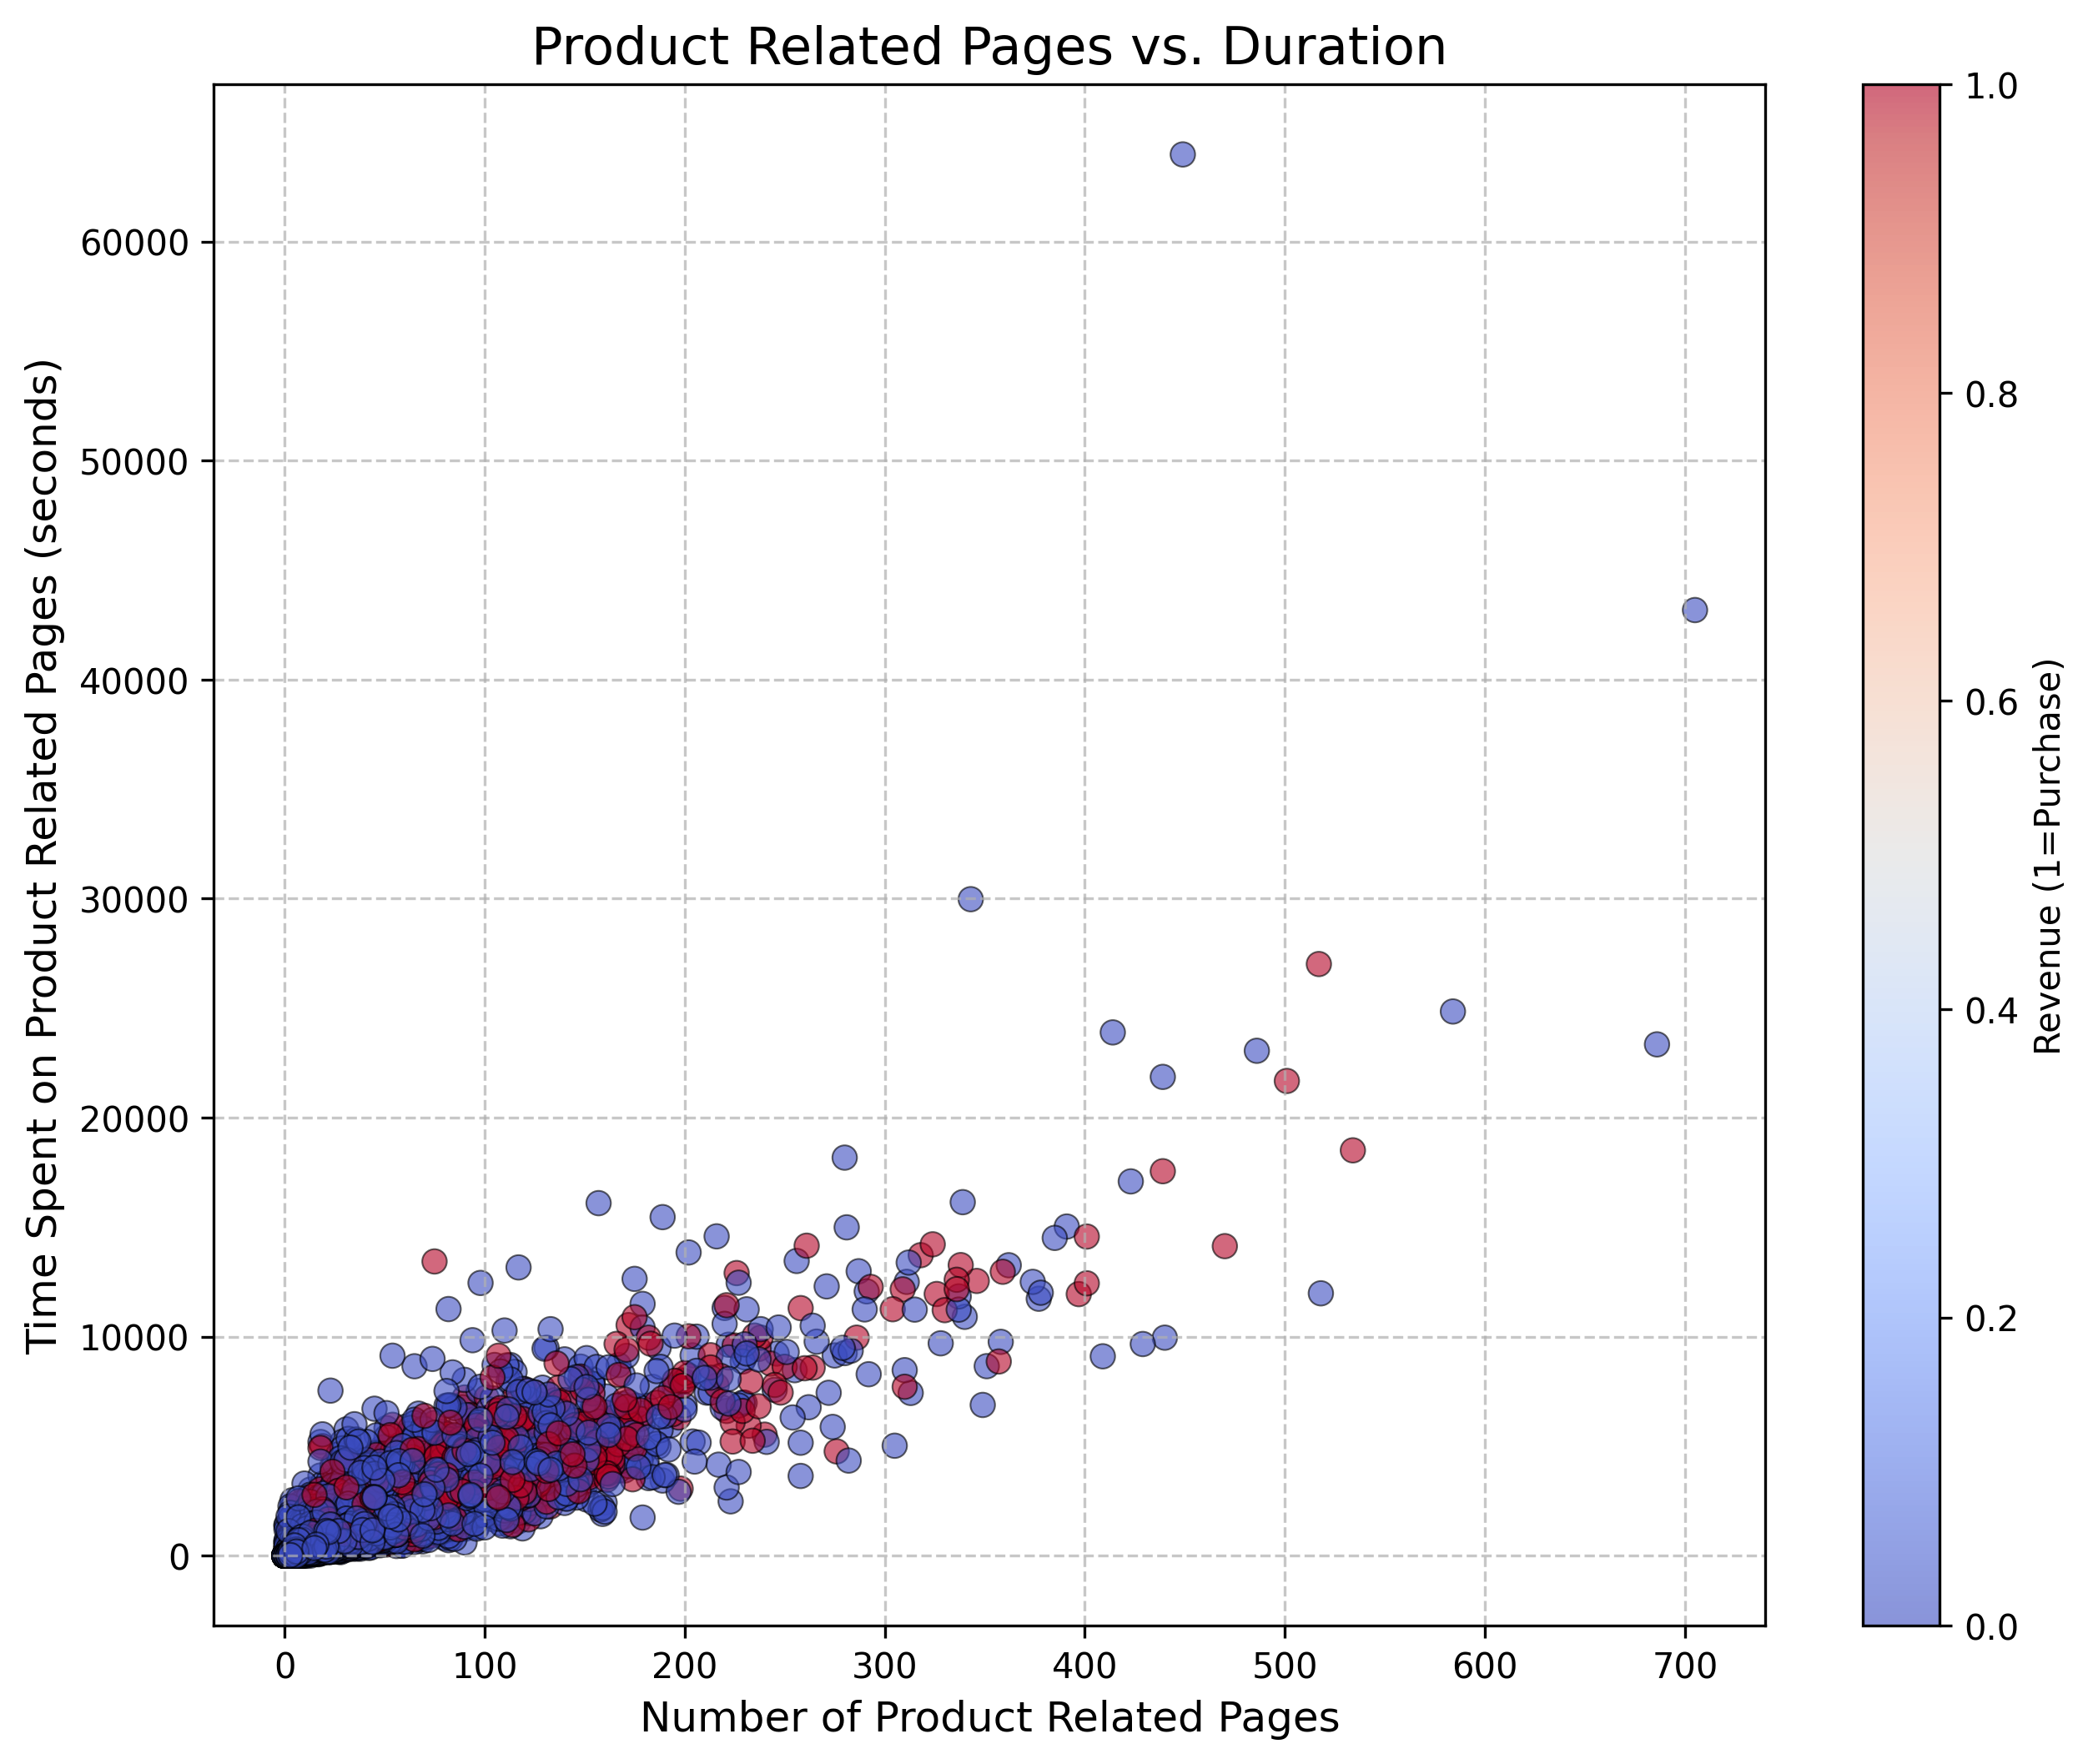 Product Related Pages vs. Duration
Time Spent on Product Related Pages (seconds)
60000
50000
40000
30000
20000
10000
0
0 100 200 300 400 500 600 700
Number of Product Related Pages
1.0
0.8
0.6
0.4
0.2
0.0
Revenue (1=Purchase)